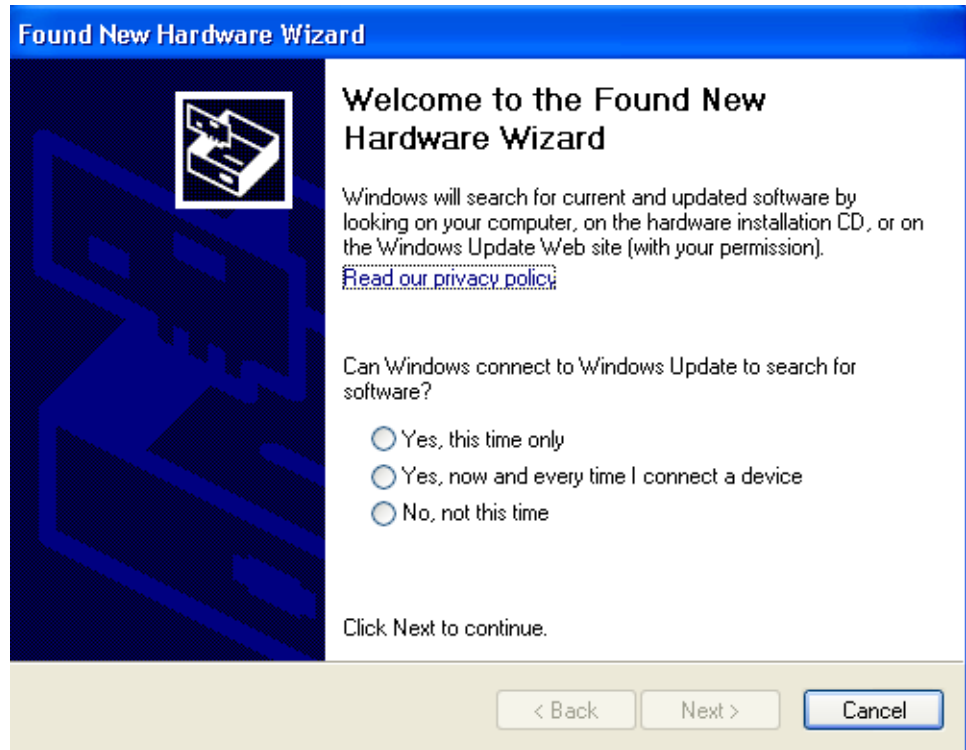 Found New Hardware Wizard
Welcome to the Found New
Hardware Wizard
Windows will search for current and updated software by
looking on your computer, on the hardware installation CD, or on
the Windows Update Web site (with your permission).
Read our privacy policy
Can Windows connect to Windows Update to search for
software?
Yes, this time only
Yes, now and every time I connect a device
No, not this time
Click Next to continue.
< Back Next > Cancel